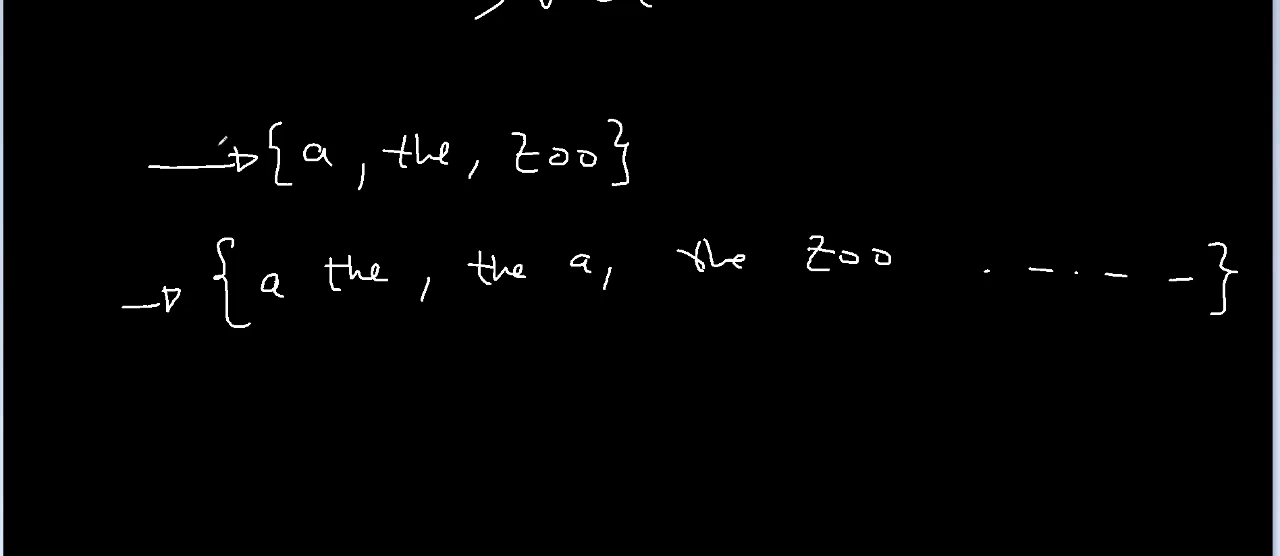 {a, the, zoo}
{a the, the a, the zoo . - . - -}